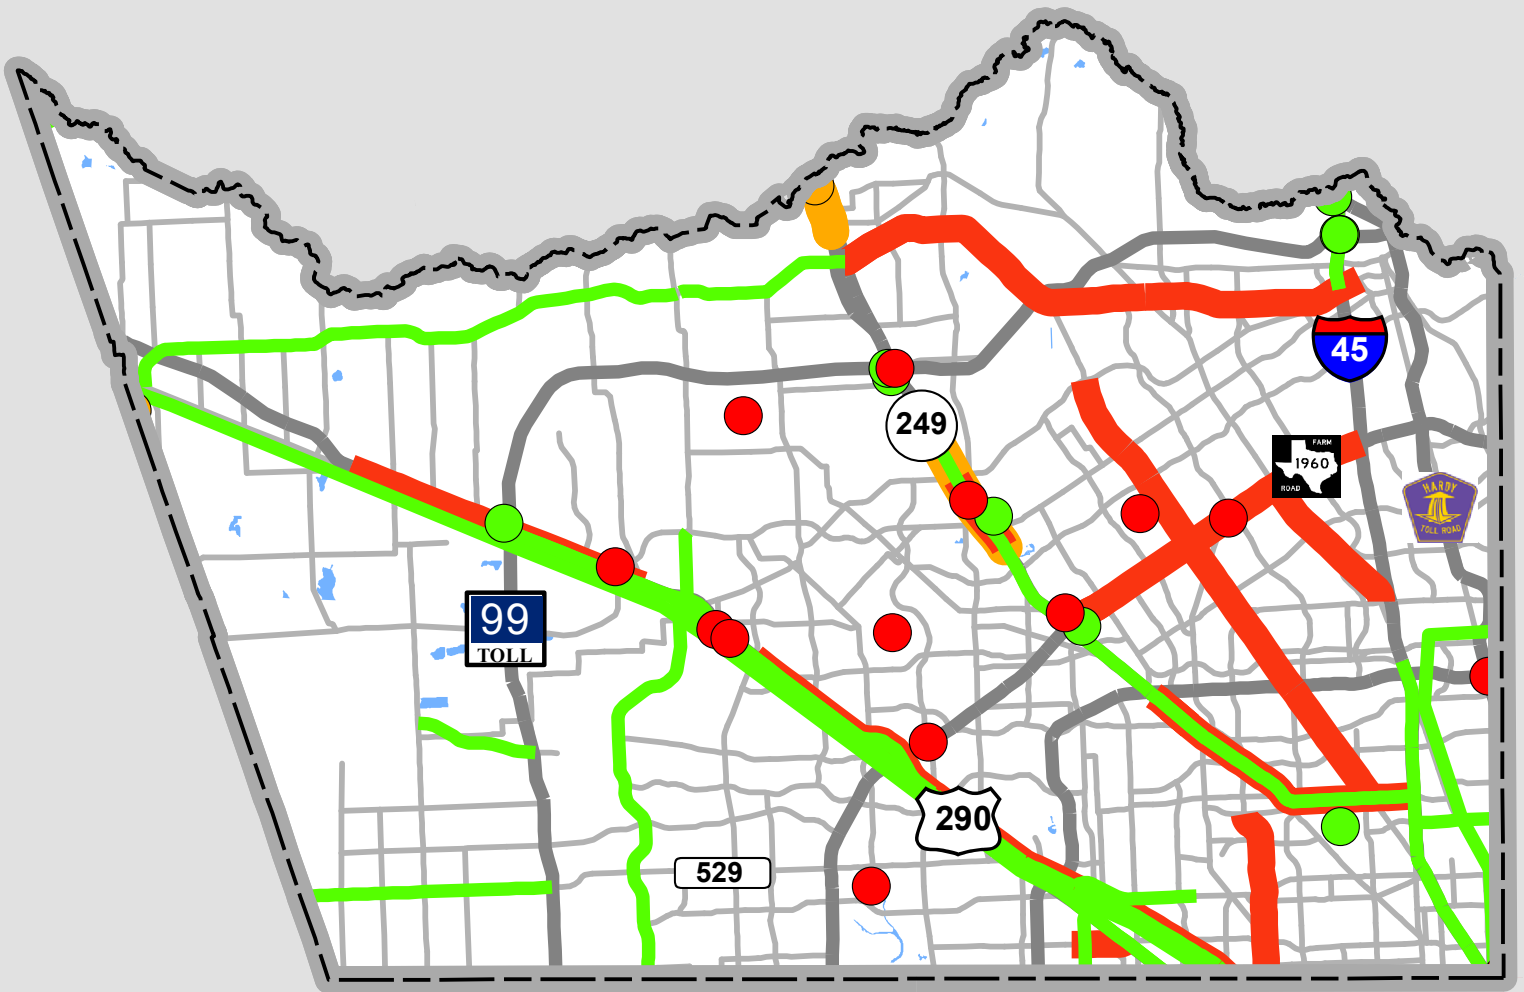 45
249
FARM
1960
ROAD
HARDY
TOLL ROAD
99
TOLL
290
529